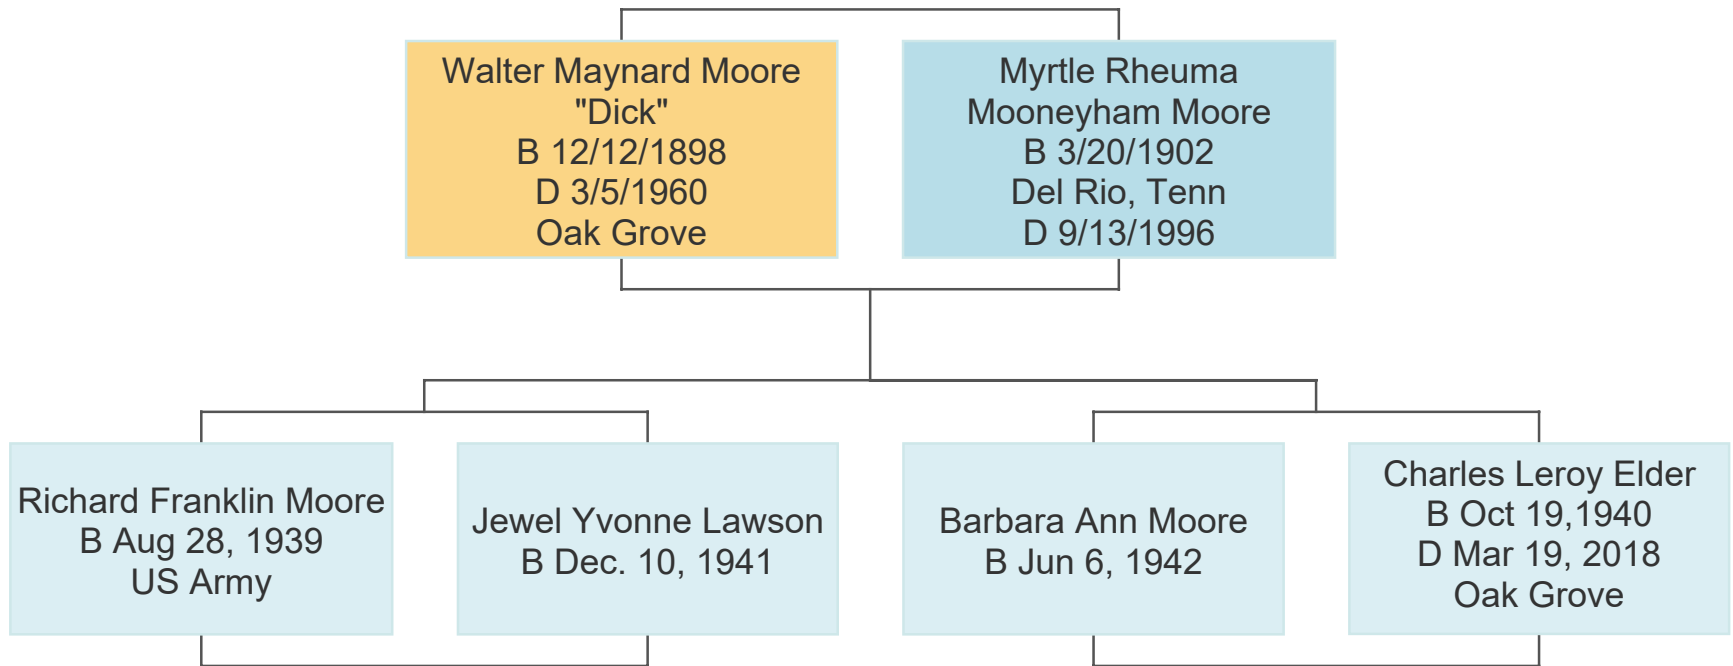 Walter Maynard Moore
"Dick"
B 12/12/1898
D 3/5/1960
Oak Grove
Myrtle Rheuma
Mooneyham Moore
B 3/20/1902
Del Rio, Tenn
D 9/13/1996
Richard Franklin Moore
B Aug 28, 1939
US Army
Jewel Yvonne Lawson
B Dec. 10, 1941
Barbara Ann Moore
B Jun 6, 1942
Charles Leroy Elder
B Oct 19,1940
D Mar 19, 2018
Oak Grove